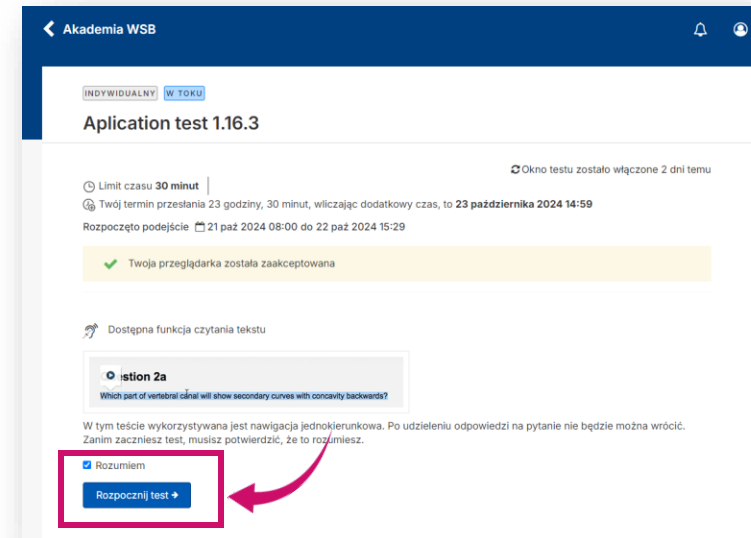 Akademia WSB
INDYWIDUALNY W TOKU
Aplication test 1.16.3
Okno testu zostało włączone 2 dni temu
Limit czasu 30 minut
Twój termin przesłania 23 godziny, 30 minut, wliczając dodatkowy czas, to 23 października 2024 14:59
Rozpoczęto podejście 21 paź 2024 08:00 do 22 paź 2024 15:29
Twoja przeglądarka została zaakceptowana
Dostępna funkcja czytania tekstu
stion 2a
Which part of vertebral canal will show secondary curves with concavity backwards?
W tym teście wykorzystywana jest nawigacja jednokierunkowa. Po udzieleniu odpowiedzi na pytanie nie będzie można wrócić.
Zanim zaczniesz test, musisz potwierdzić, że to rozumiesz.
Rozumiem
Rozpocznij test →